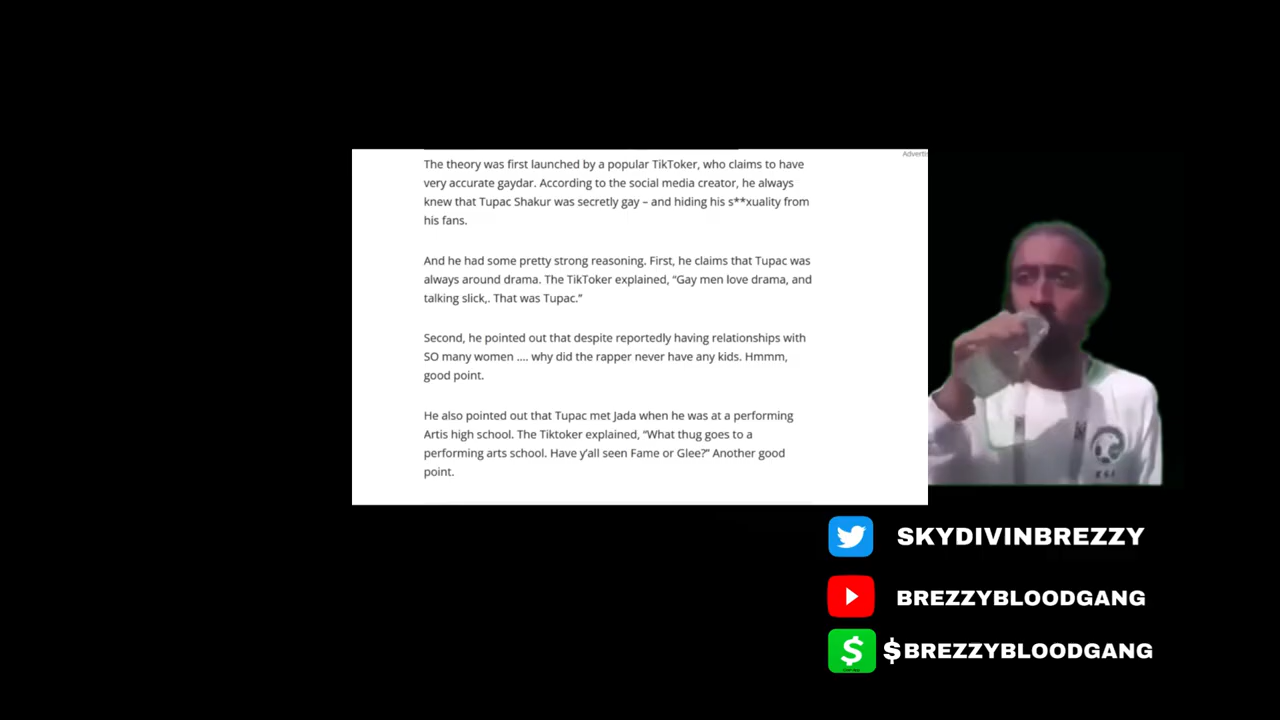 Adverti
The theory was first launched by a popular TikToker, who claims to have
very accurate gaydar. According to the social media creator, he always
knew that Tupac Shakur was secretly gay – and hiding his s**xuality from
his fans.
And he had some pretty strong reasoning. First, he claims that Tupac was
always around drama. The TikToker explained, “Gay men love drama, and
talking slick,. That was Tupac.”
Second, he pointed out that despite reportedly having relationships with
SO many women .... why did the rapper never have any kids. Hmmm,
good point.
He also pointed out that Tupac met Jada when he was at a performing
Artis high school. The Tiktoker explained, “What thug goes to a
performing arts school. Have y’all seen Fame or Glee?” Another good
point.
SKYDIVINBREZZY
BREZZYBLOODGANG
$BREZZYBLOODGANG